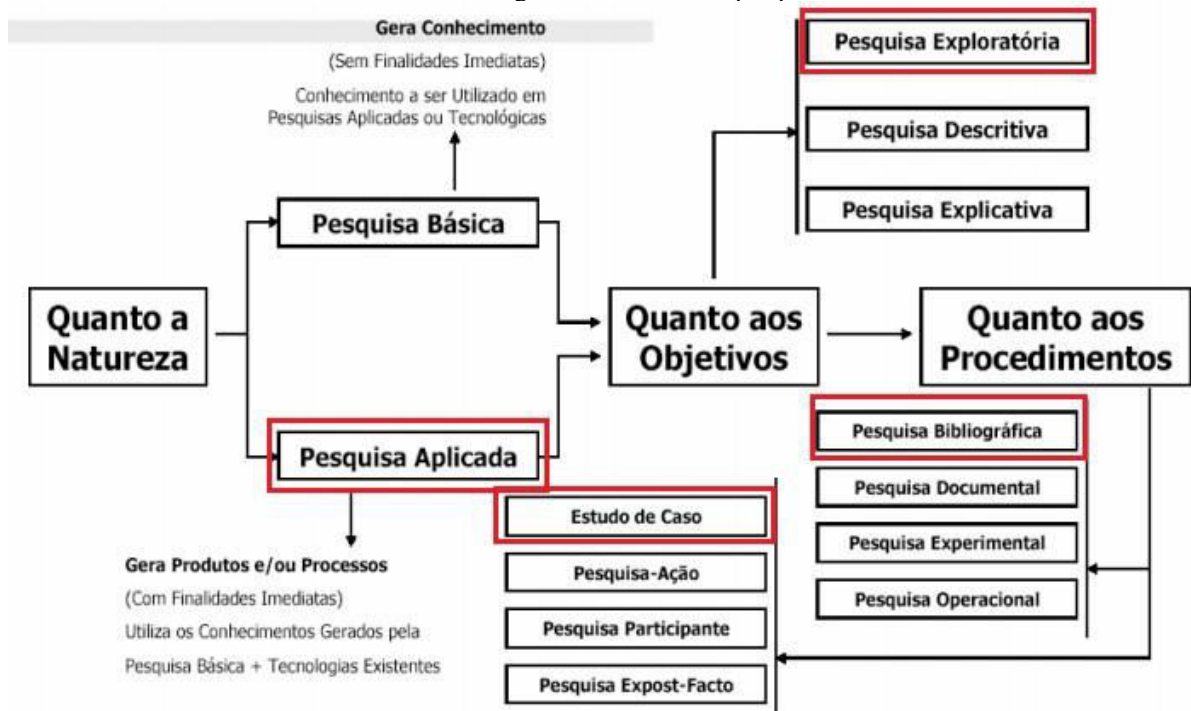 Gera Conhecimento
(Sem Finalidades Imediatas)
Conhecimento a ser Utilizado em
Pesquisas Aplicadas ou Tecnológicas
Pesquisa Exploratória
Pesquisa Descritiva
Pesquisa Explicativa
Pesquisa Básica
Quanto a
Natureza
Quanto aos
Objetivos
Quanto aos
Procedimentos
Pesquisa Aplicada
Gera Produtos e/ou Processos
(Com Finalidades Imediatas)
Utiliza os Conhecimentos Gerados pela
Pesquisa Básica + Tecnologias Existentes
Estudo de Caso
Pesquisa-Ação
Pesquisa Participante
Pesquisa Expost-Facto
Pesquisa Bibliográfica
Pesquisa Documental
Pesquisa Experimental
Pesquisa Operacional